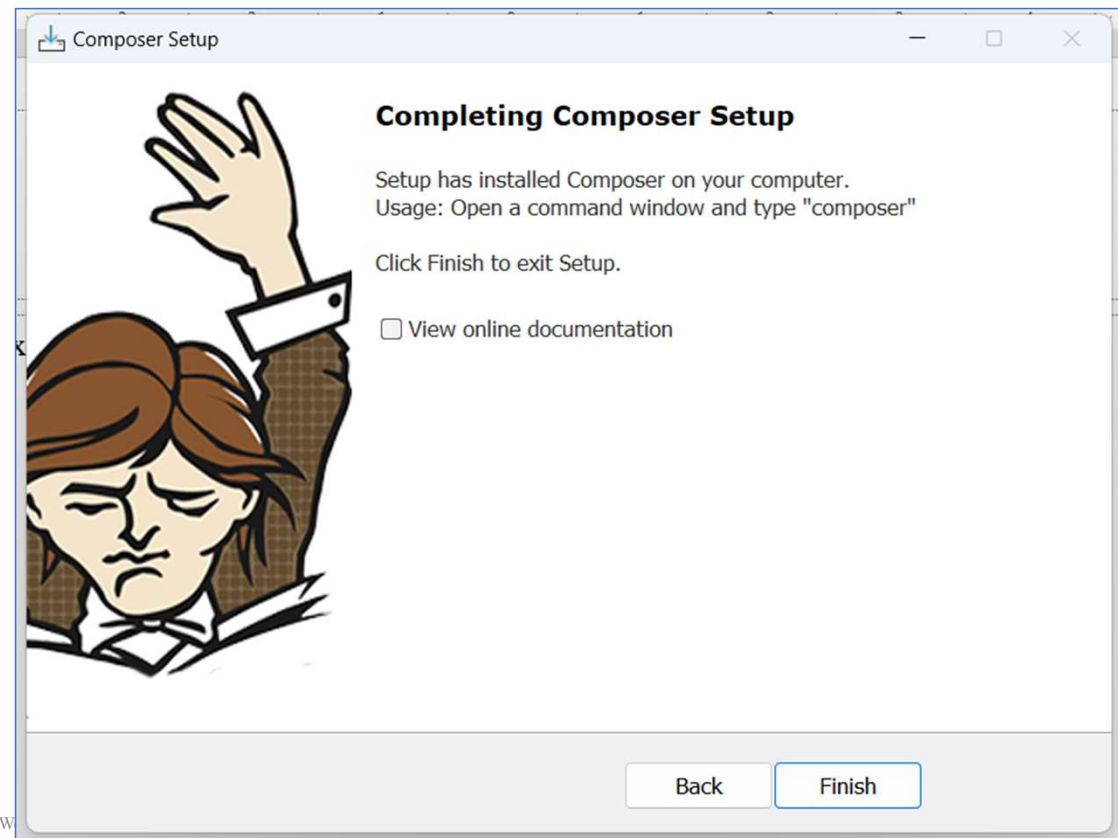 Composer Setup
Completing Composer Setup
Setup has installed Composer on your computer.
Usage: Open a command window and type "composer"
Click Finish to exit Setup.
View online documentation
Back
Finish